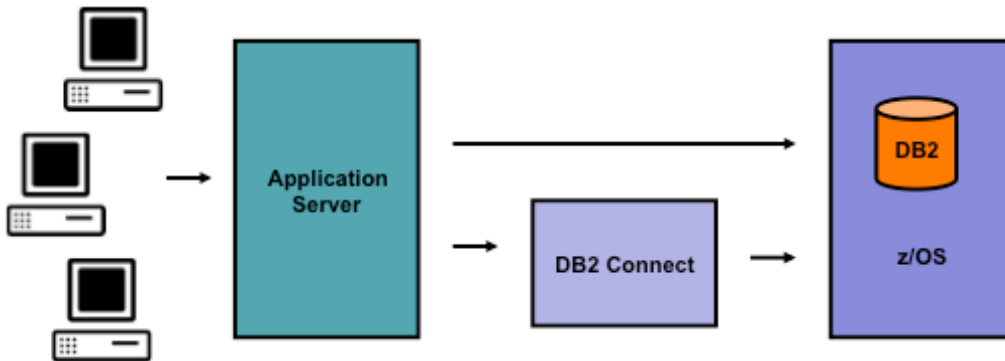 Application
Server
DB2 Connect
DB2
z/OS